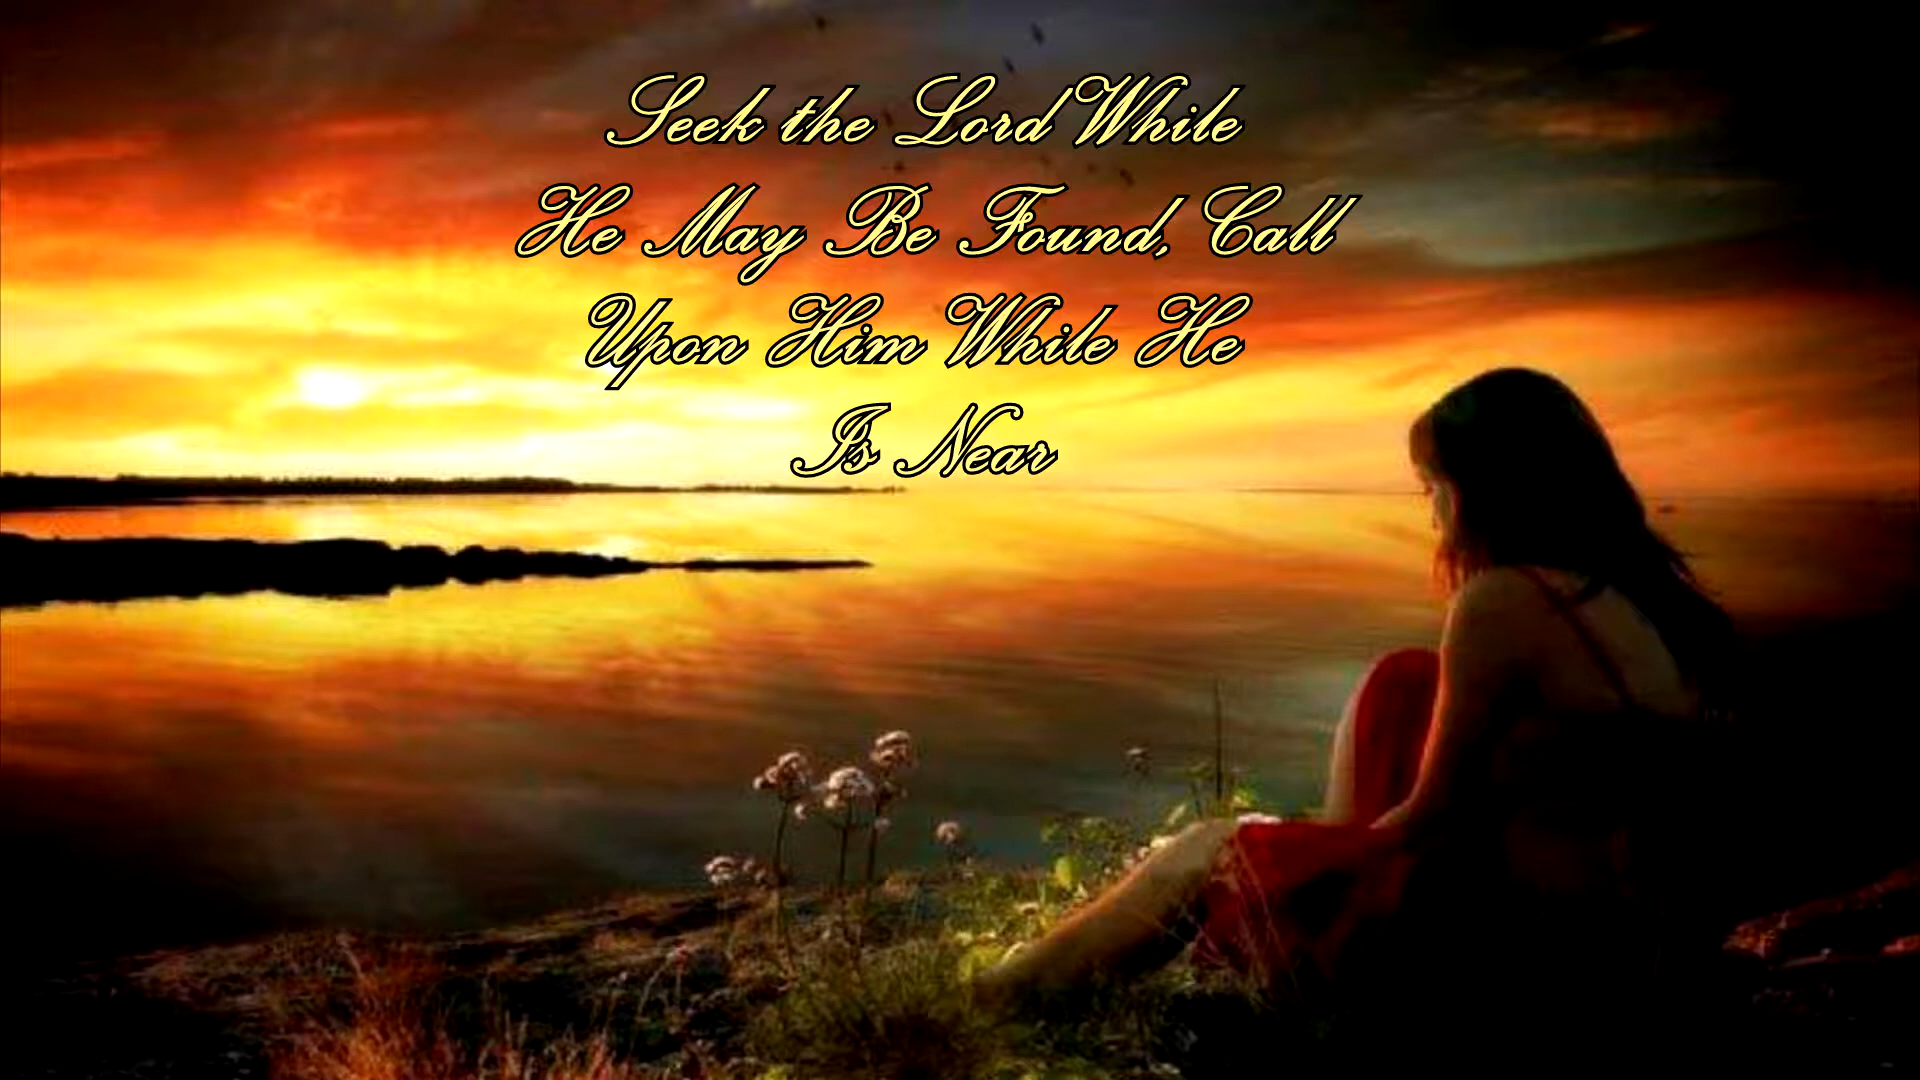 Seek the Lord While
He May Be Found, Call
Upon Him While He
Is Near